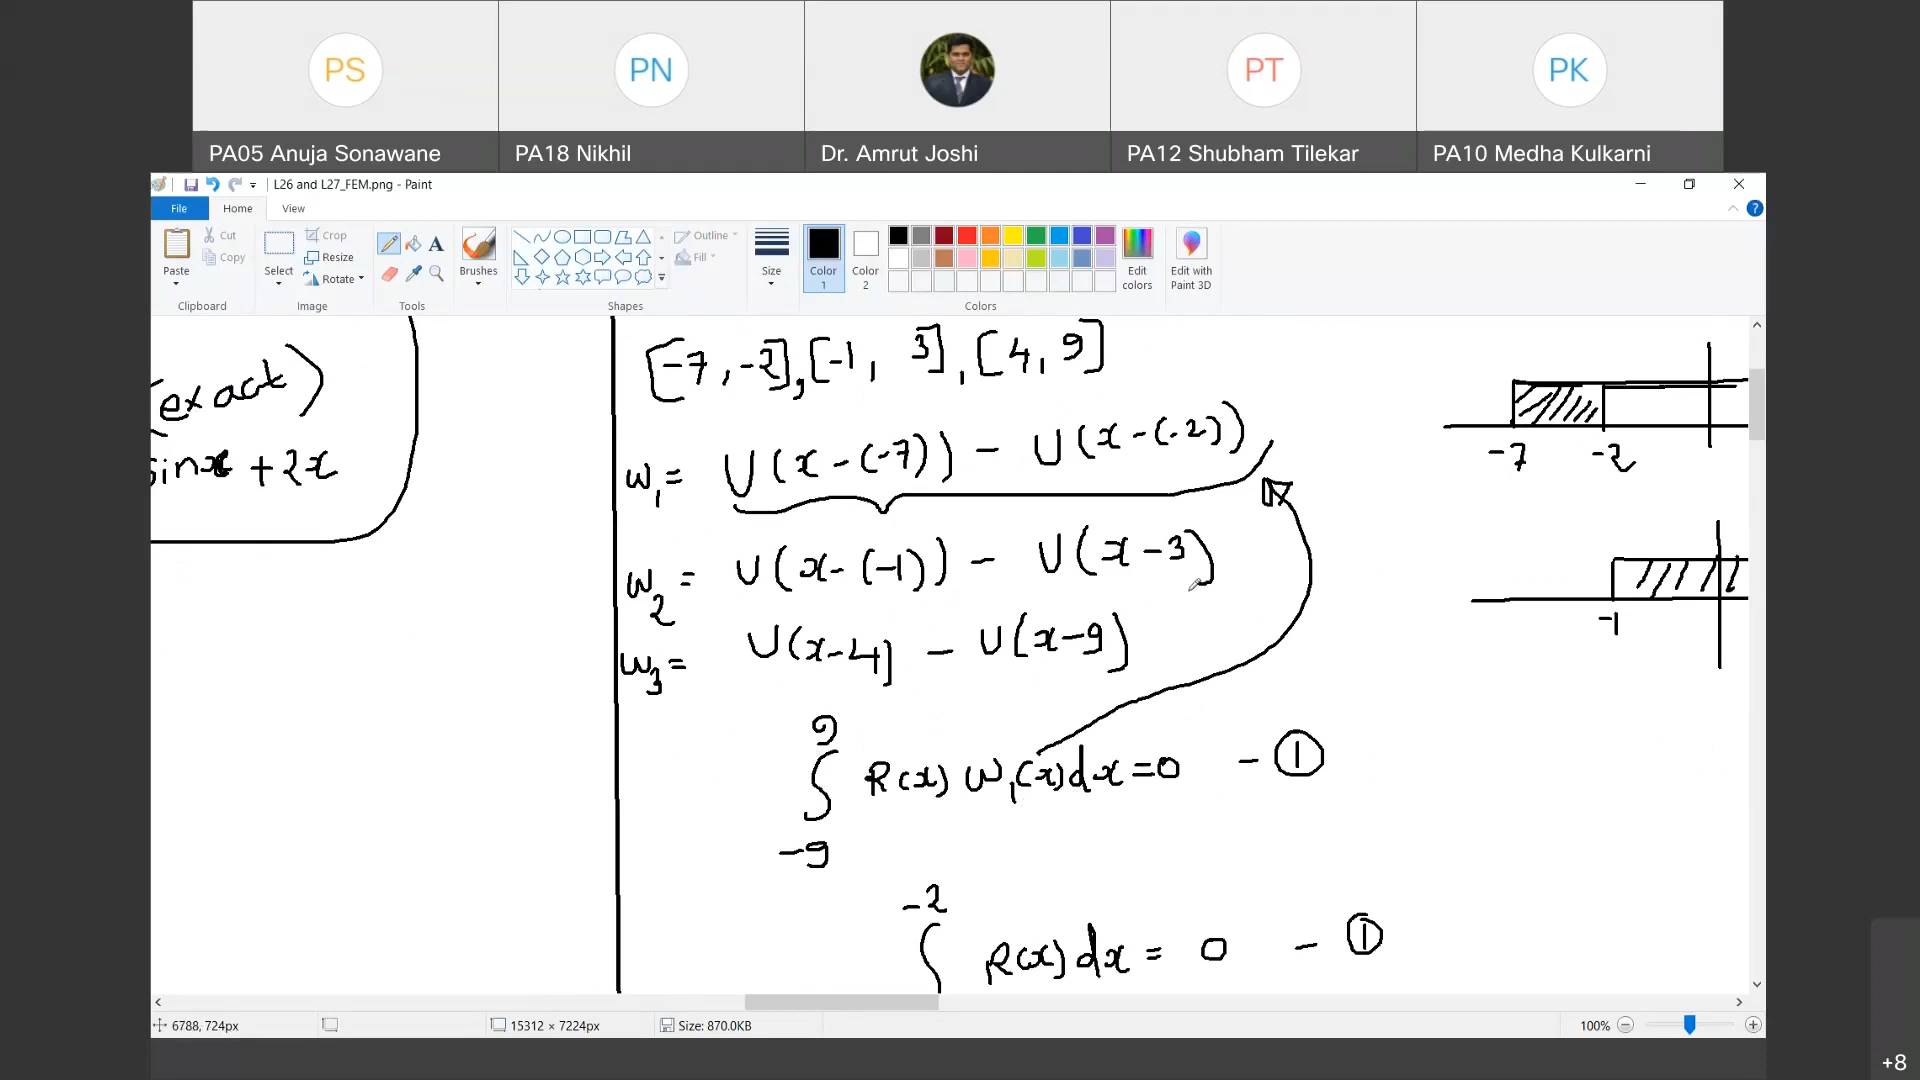 PS PN PT PK
PA05 Anuja Sonawane PA18 Nikhil Dr. Amrut Joshi PA12 Shubham Tilekar PA10 Medha Kulkarni
L26 and L27_FEM.png - Paint
File Home View
Cut Crop Outline
Paste Copy Select Resize A Brushes Fill Size Color 1 Color 2 Edit colors Edit with Paint 3D
Rotate
Clipboard Image Tools Shapes Colors
[-7, -2], [-1, 3], [4, 9]
(exact)
w₁= U(x-(-7)) - U(x-(-2))
sinx +2x
-7 -2
w₂ = U(x-(-1)) - U(x-3)
-1
w₃= U(x-4] - U(x-9)
9
∫ R(x) W₁(x)dx=0 - ①
-9
-2
∫ R(x)dx = 0 - ①
6788, 724px 15312 × 7224px Size: 870.0KB 100%
+8